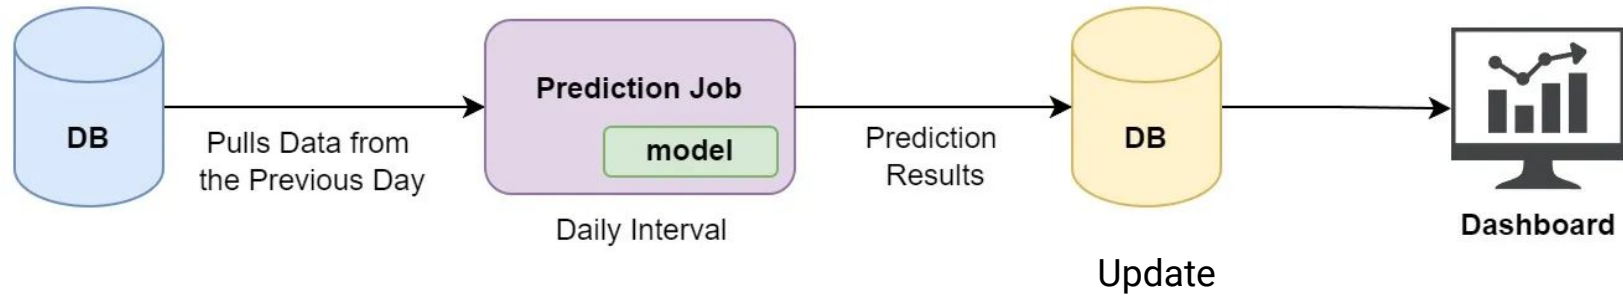 DB
Pulls Data from
the Previous Day
Prediction Job
model
Daily Interval
Prediction
Results
DB
Update
Dashboard